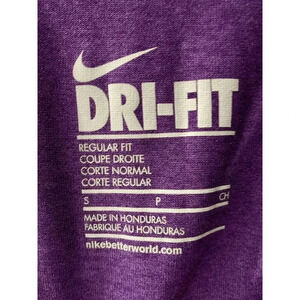 DRI-FIT
REGULAR FIT
COUPE DROITE
CORTE NORMAL
CORTE REGULAR
S P CH
MADE IN HONDURAS
FABRIQUE AU HONDURAS
nikebetterworld.com